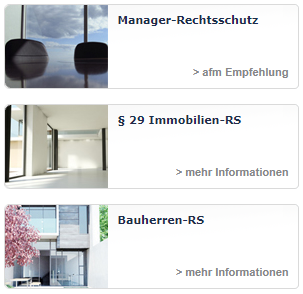 Manager-Rechtsschutz
> afm Empfehlung
§ 29 Immobilien-RS
> mehr Informationen
Bauherren-RS
> mehr Informationen